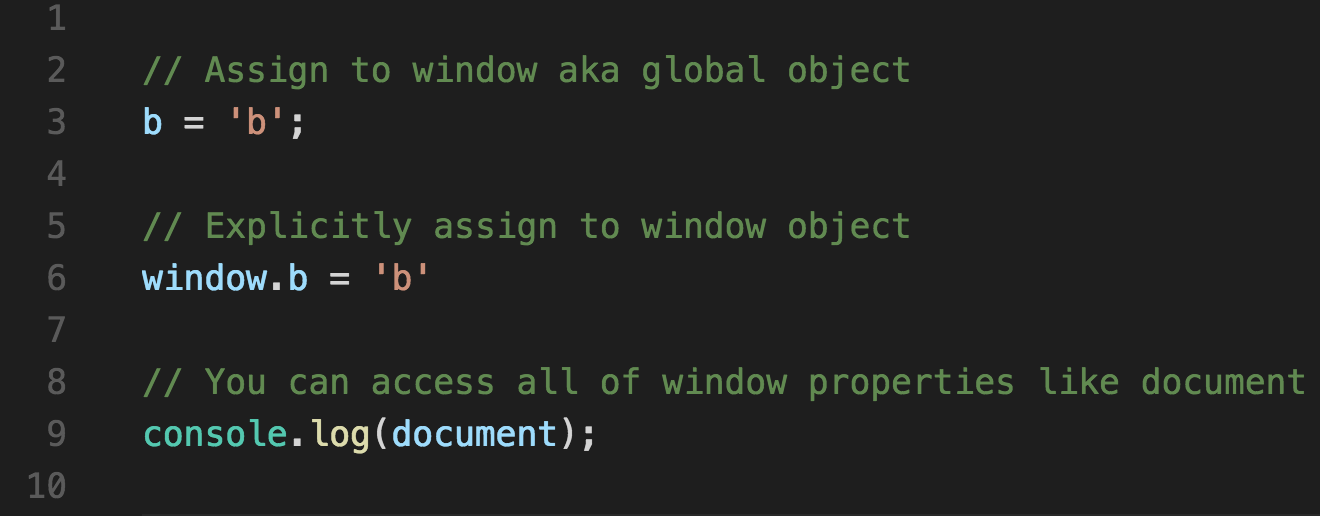 1
2 // Assign to window aka global object
3 b = 'b';
4
5 // Explicitly assign to window object
6 window.b = 'b'
7
8 // You can access all of window properties like document
9 console.log(document);
10